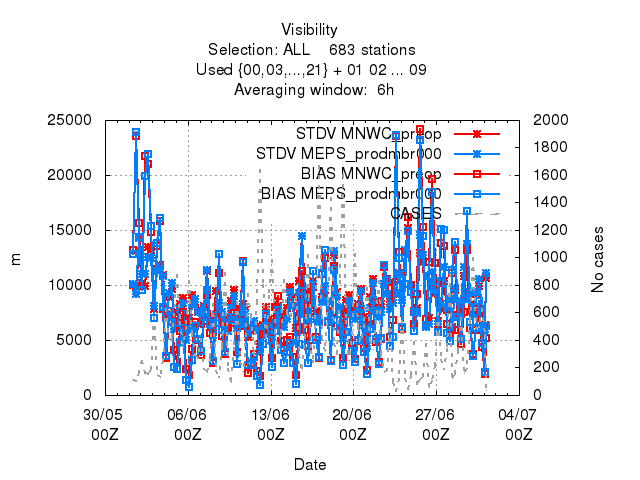 Visibility
Selection: ALL    683 stations
Used {00,03,...,21} + 01 02 ... 09
Averaging window:  6h
25000
20000
15000
10000
5000
0
m
2000
1800
1600
1400
1200
1000
800
600
400
200
0
No cases
STDV MNWC_preop
STDV MEPS_prodmbr000
BIAS MNWC_preop
BIAS MEPS_prodmbr000
CASES
30/05 00Z
06/06 00Z
13/06 00Z
20/06 00Z
27/06 00Z
04/07 00Z
Date